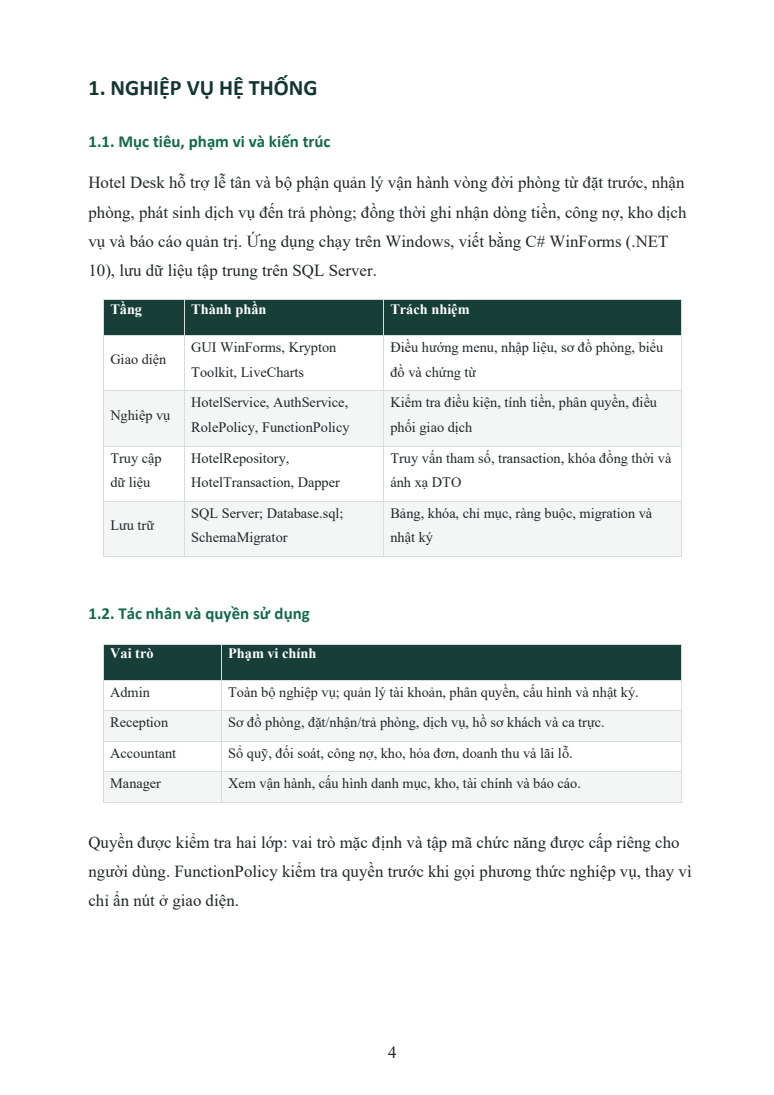 1. NGHIỆP VỤ HỆ THỐNG
1.1. Mục tiêu, phạm vi và kiến trúc
Hotel Desk hỗ trợ lễ tân và bộ phận quản lý vận hành vòng đời phòng từ đặt trước, nhận
phòng, phát sinh dịch vụ đến trả phòng; đồng thời ghi nhận dòng tiền, công nợ, kho dịch
vụ và báo cáo quản trị. Ứng dụng chạy trên Windows, viết bằng C# WinForms (.NET
10), lưu dữ liệu tập trung trên SQL Server.
Tầng Thành phần Trách nhiệm
Giao diện
GUI WinForms, Krypton
Toolkit, LiveCharts
Điều hướng menu, nhập liệu, sơ đồ phòng, biểu
đồ và chứng từ
Nghiệp vụ
HotelService, AuthService,
RolePolicy, FunctionPolicy
Kiểm tra điều kiện, tính tiền, phân quyền, điều
phối giao dịch
Truy cập
dữ liệu
HotelRepository,
HotelTransaction, Dapper
Truy vấn tham số, transaction, khóa đồng thời và
ánh xạ DTO
Lưu trữ
SQL Server; Database.sql;
SchemaMigrator
Bảng, khóa, chỉ mục, ràng buộc, migration và
nhật ký
1.2. Tác nhân và quyền sử dụng
Vai trò Phạm vi chính
Admin Toàn bộ nghiệp vụ; quản lý tài khoản, phân quyền, cấu hình và nhật ký.
Reception Sơ đồ phòng, đặt/nhận/trả phòng, dịch vụ, hồ sơ khách và ca trực.
Accountant Sổ quỹ, đối soát, công nợ, kho, hóa đơn, doanh thu và lãi lỗ.
Manager Xem vận hành, cấu hình danh mục, kho, tài chính và báo cáo.
Quyền được kiểm tra hai lớp: vai trò mặc định và tập mã chức năng được cấp riêng cho
người dùng. FunctionPolicy kiểm tra quyền trước khi gọi phương thức nghiệp vụ, thay vì
chỉ ẩn nút ở giao diện.
4